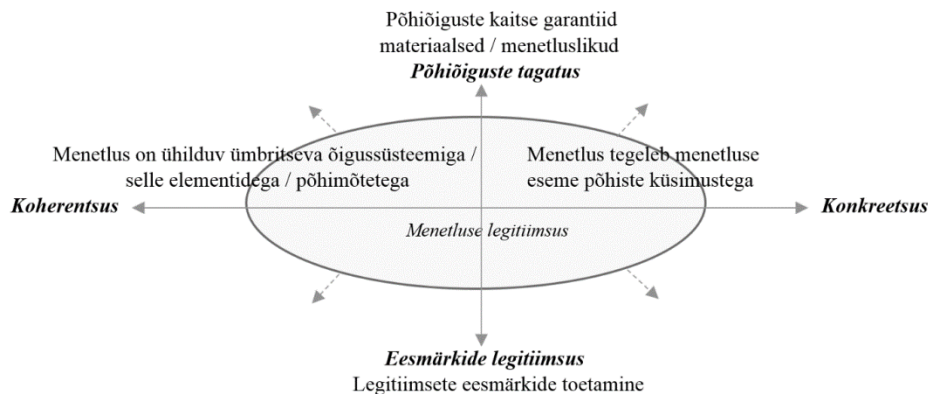 Põhiõiguste kaitse garantiid
materiaalsed / menetluslikud
Põhiõiguste tagatus
Menetlus on ühilduv ümbritseva õigussüsteemiga /
selle elementidega / põhimõtetega
Menetlus tegeleb menetluse
eseme põhiste küsimustega
Koherentsus
Konkreetsus
Menetluse legitiimsus
Eesmärkide legitiimsus
Legitiimsete eesmärkide toetamine